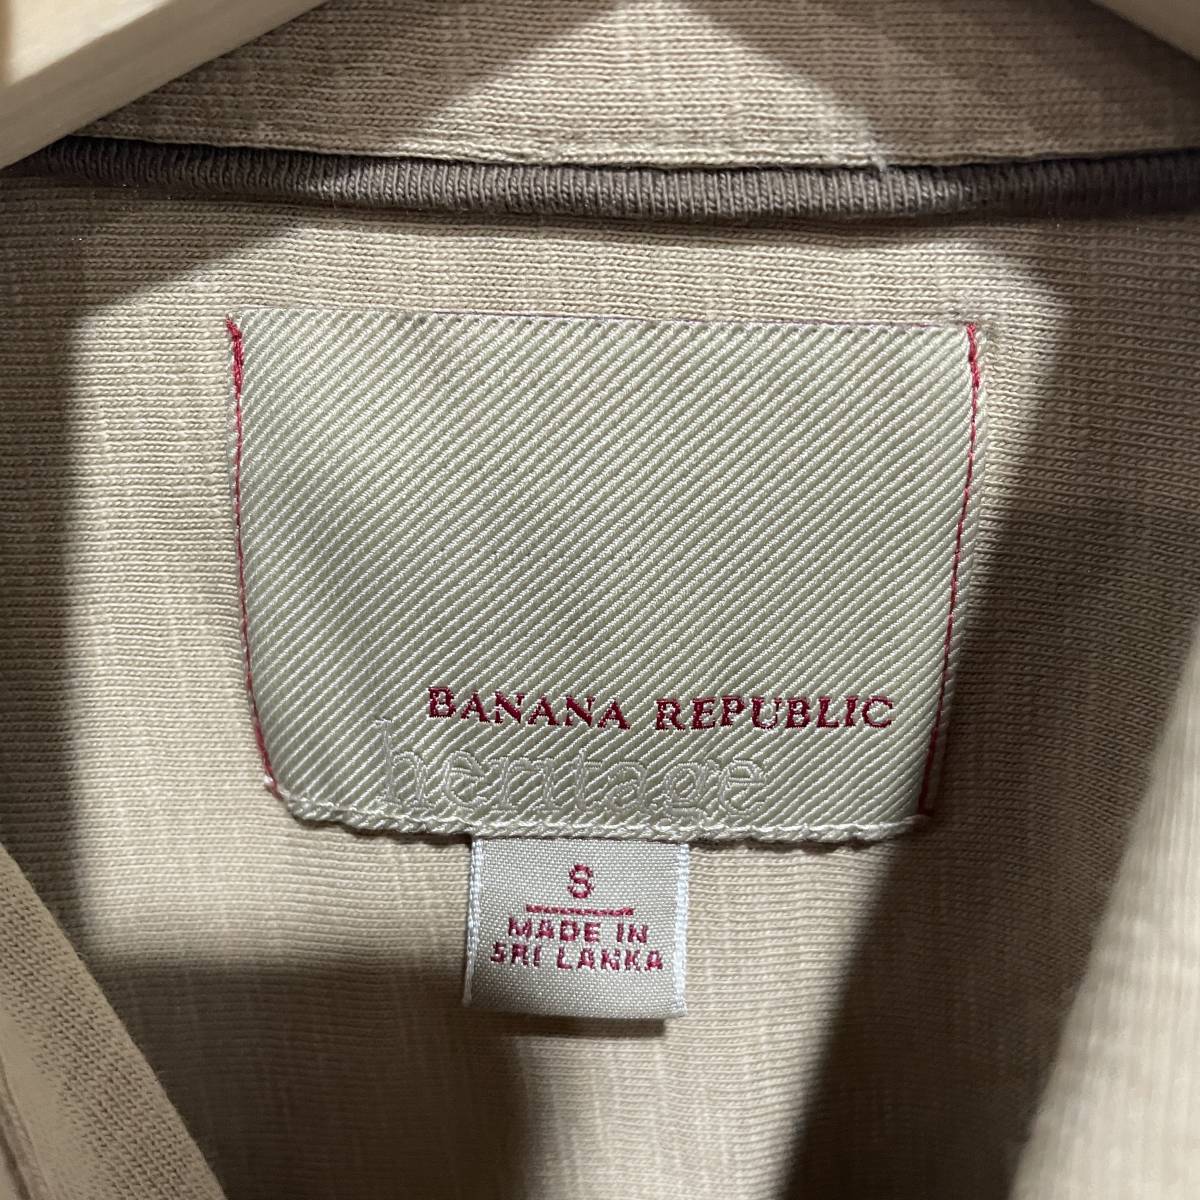 BANANA REPUBLIC
heritage
S
MADE IN
SRI LANKA